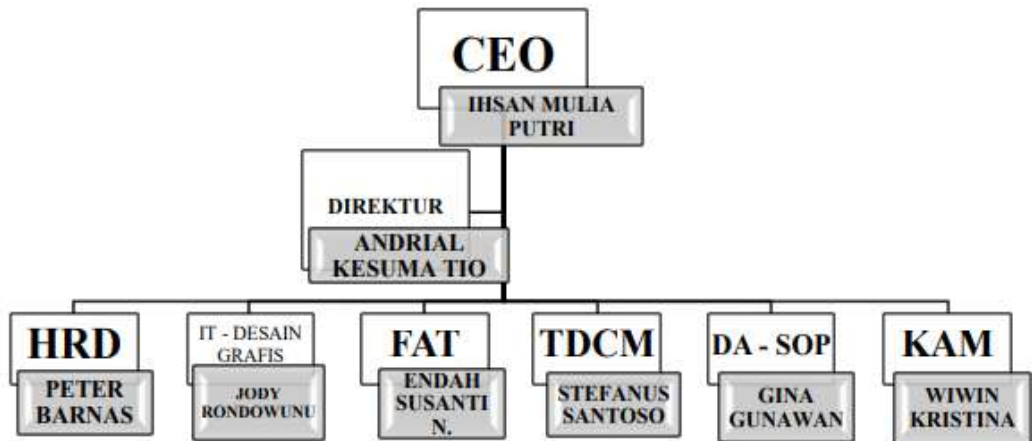 CEO
IHSAN MULIA
PUTRI
DIREKTUR
ANDRIAL
KESUMA TIO
HRD
PETER
BARNAS
IT - DESAIN
GRAFIS
JODY
RONDOWUNU
FAT
ENDAH
SUSANTI
N.
TDCM
STEFANUS
SANTOSO
DA - SOP
GINA
GUNAWAN
KAM
WIWIN
KRISTINA